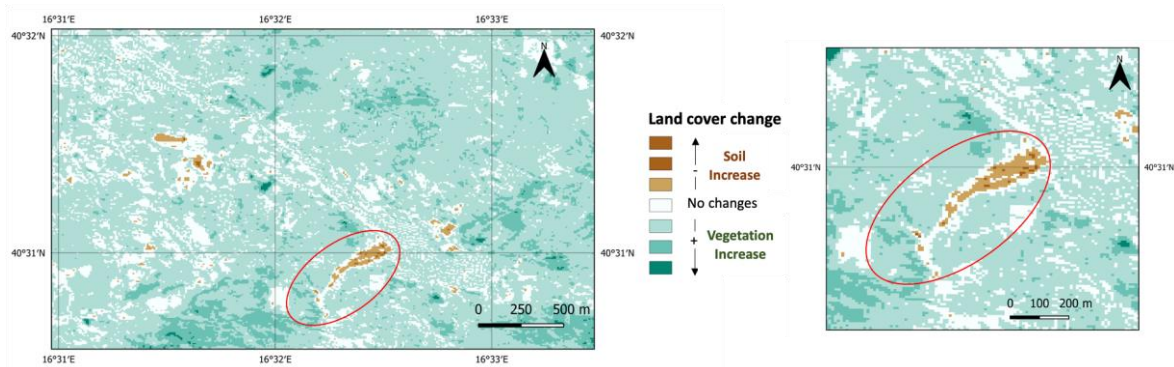 16°31'E 16°32'E 16°33'E
40°32'N 40°32'N
N
40°31'N 40°31'N
0 250 500 m
16°31'E 16°32'E 16°33'E
Land cover change
Soil
Increase
-
No changes
+
Vegetation
Increase
N
40°31'N 40°31'N
0 100 200 m